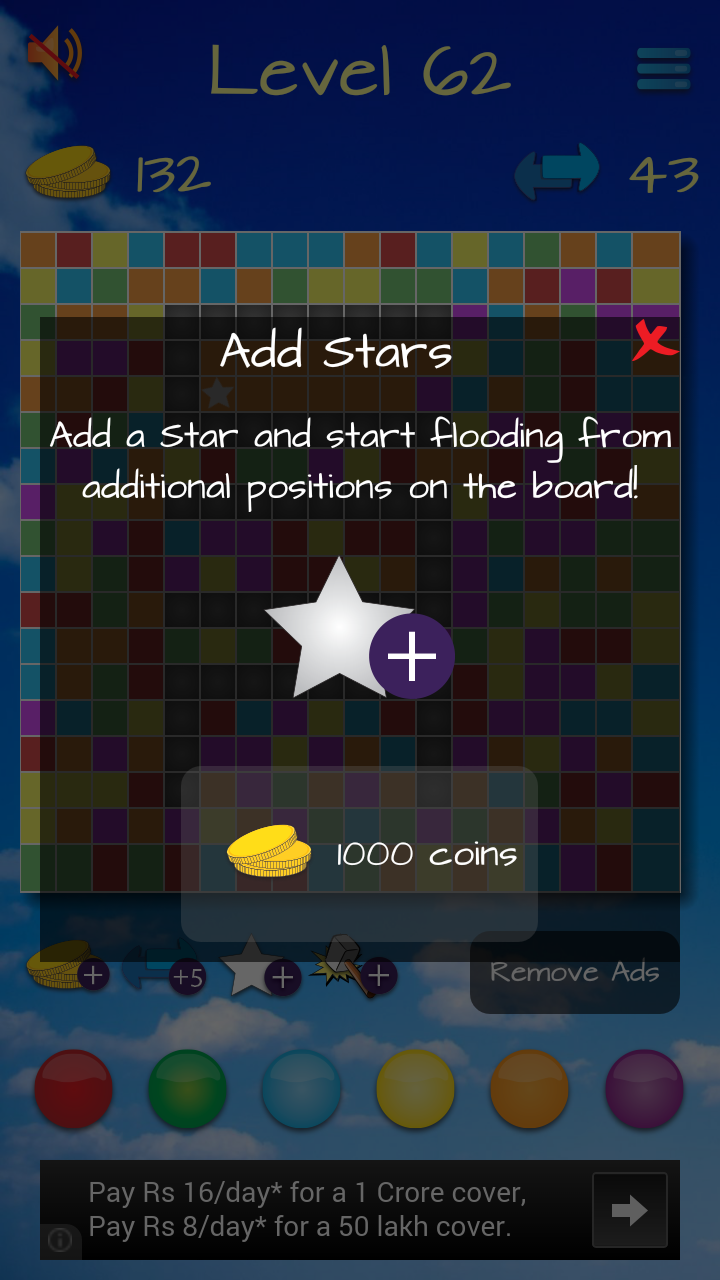 Level 62
132
43
Add Stars
Add a Star and start flooding from
additional positions on the board!
1000 coins
+5
Remove Ads
Pay Rs 16/day* for a 1 Crore cover,
Pay Rs 8/day* for a 50 lakh cover.